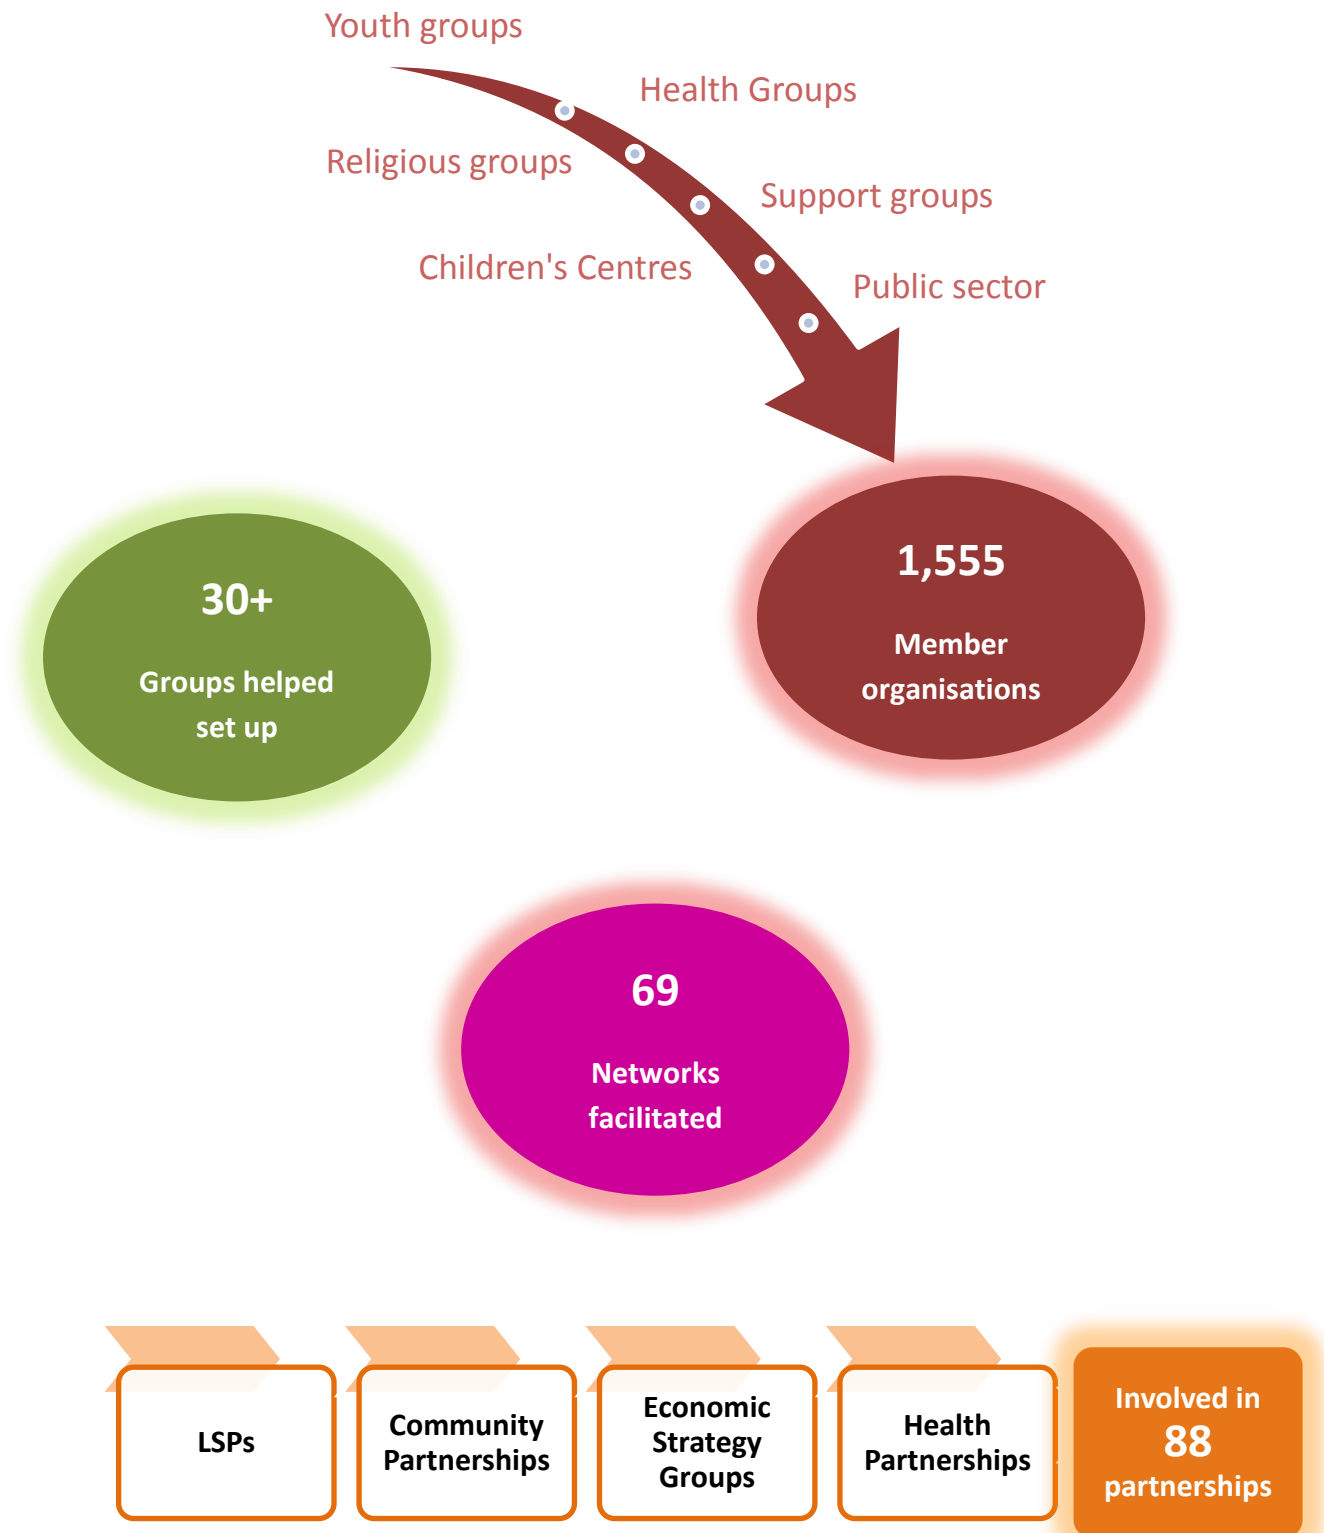 Youth groups
Health Groups
Religious groups
Support groups
Children's Centres
Public sector
30+
Groups helped
set up
1,555
Member
organisations
69
Networks
facilitated
LSPs
Community
Partnerships
Economic
Strategy
Groups
Health
Partnerships
Involved in
88
partnerships